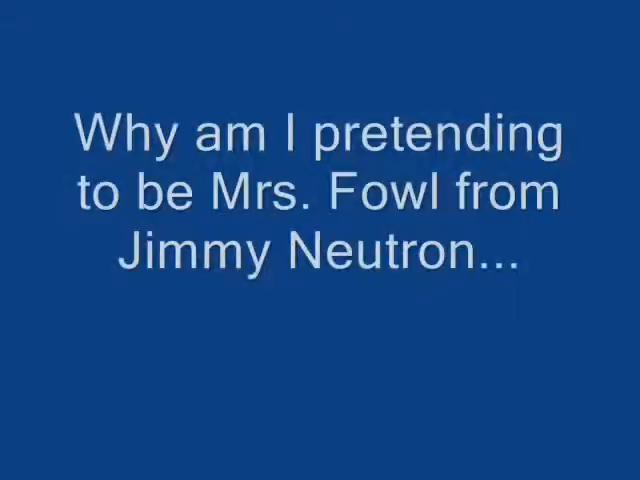 Why am I pretending
to be Mrs. Fowl from
Jimmy Neutron...